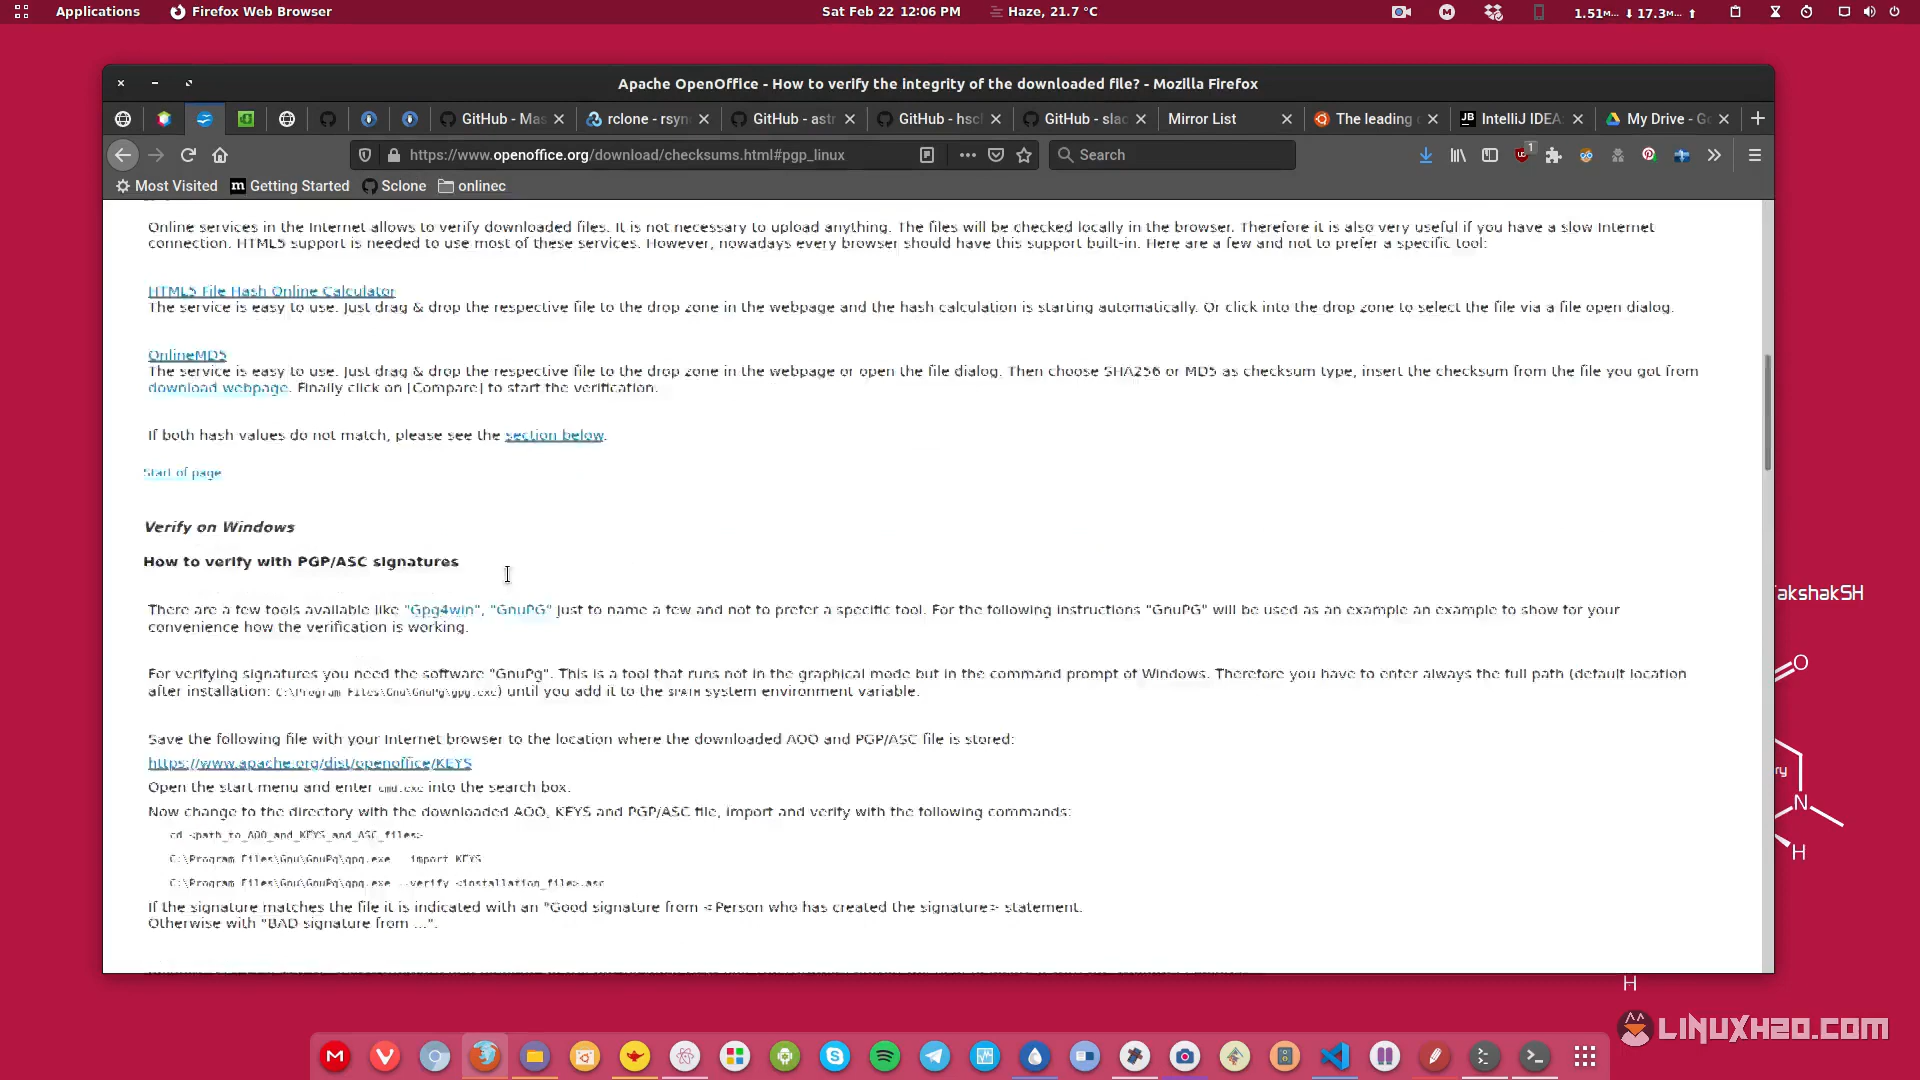 Applications Firefox Web Browser Sat Feb 22 12:06 PM Haze, 21.7 °C 1.51M... ⬇ 17.3M... ⬆
Apache OpenOffice - How to verify the integrity of the downloaded file? - Mozilla Firefox
GitHub - Mas rclone - rsyn GitHub - astr GitHub - hscl GitHub - slac Mirror List The leading IntelliJ IDEA My Drive - Go
https://www.openoffice.org/download/checksums.html#pgp_linux Search 1
Most Visited Getting Started Sclone onlinec
Online services in the Internet allows to verify downloaded files. It is not necessary to upload anything. The files will be checked locally in the browser. Therefore it is also very useful if you have a slow Internet
connection. HTML5 support is needed to use most of these services. However, nowadays every browser should have this support built-in. Here are a few and not to prefer a specific tool:
HTML5 File Hash Online Calculator
The service is easy to use. Just drag & drop the respective file to the drop zone in the webpage and the hash calculation is starting automatically. Or click into the drop zone to select the file via a file open dialog.
OnlineMD5
The service is easy to use. Just drag & drop the respective file to the drop zone in the webpage or open the file dialog. Then choose SHA256 or MD5 as checksum type, insert the checksum from the file you got from
download webpage. Finally click on [Compare] to start the verification.
If both hash values do not match, please see the section below.
Start of page
Verify on Windows
How to verify with PGP/ASC signatures
There are a few tools available like "Gpg4win", "GnuPG" just to name a few and not to prefer a specific tool. For the following instructions "GnuPG" will be used as an example an example to show for your
convenience how the verification is working.
For verifying signatures you need the software "GnuPg". This is a tool that runs not in the graphical mode but in the command prompt of Windows. Therefore you have to enter always the full path (default location
after installation: C:\Program Files\Gnu\GnuPg\gpg.exe) until you add it to the $PATH system environment variable.
Save the following file with your Internet browser to the location where the downloaded AOO and PGP/ASC file is stored:
https://www.apache.org/dist/openoffice/KEYS
Open the start menu and enter cmd.exe into the search box.
Now change to the directory with the downloaded AOO, KEYS and PGP/ASC file, import and verify with the following commands:
cd <path_to_AOO_and_KEYS_and_ASC_files>
C:\Program Files\Gnu\GnuPg\gpg.exe --import KEYS
C:\Program Files\Gnu\GnuPg\gpg.exe --verify <installation_file>.asc
If the signature matches the file it is indicated with an "Good signature from <Person who has created the signature> statement.
Otherwise with "BAD signature from ...".
TakshakSH
O
ry
N
H
H
LINUXH2O.COM